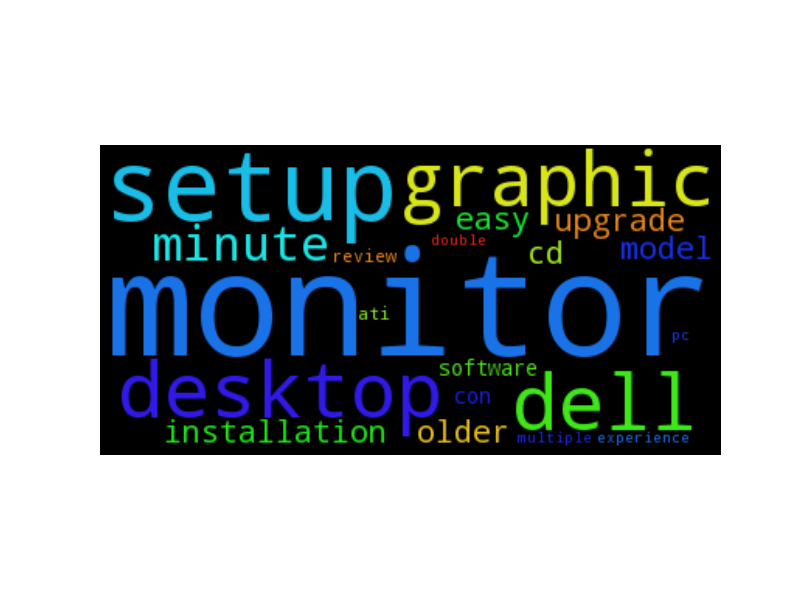 setup graphic
easy upgrade
minute review double cd model
monitor
ati
pc
desktop software dell
con
installation older multiple experience